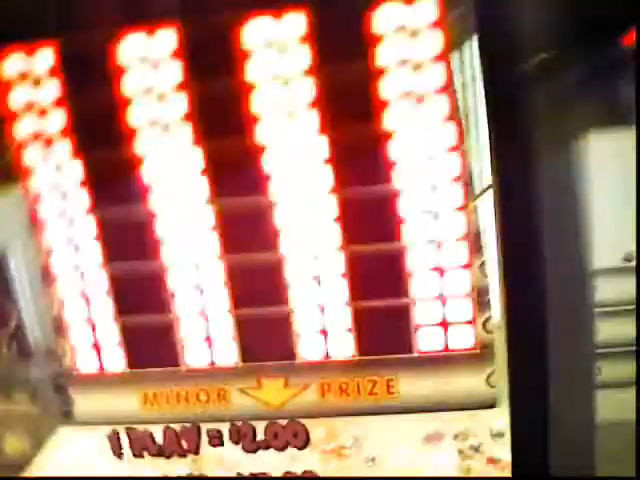 MINOR PRIZE
1 PLAY = $2.00